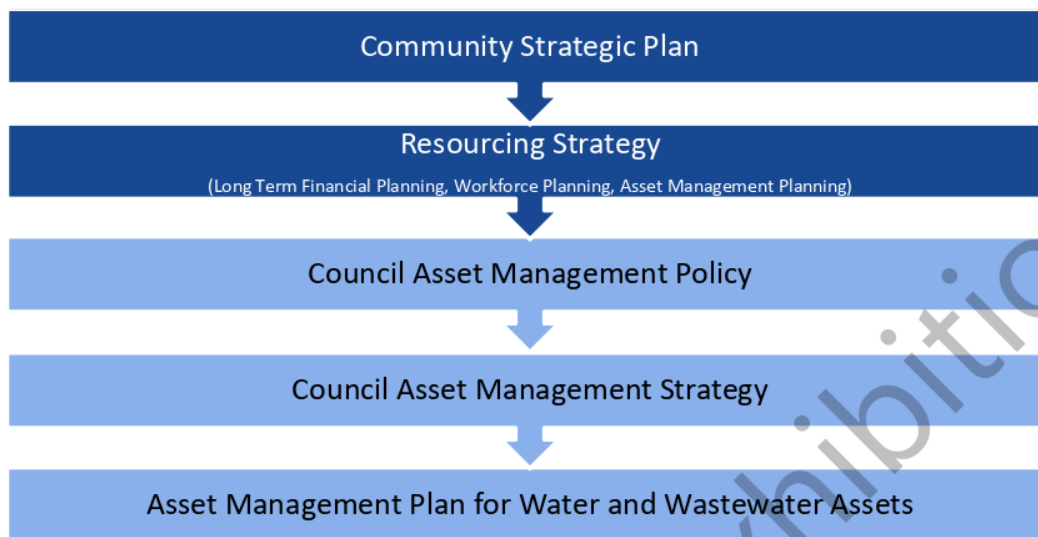 Community Strategic Plan
Resourcing Strategy
(Long Term Financial Planning, Workforce Planning, Asset Management Planning)
Council Asset Management Policy
Council Asset Management Strategy
Asset Management Plan for Water and Wastewater Assets